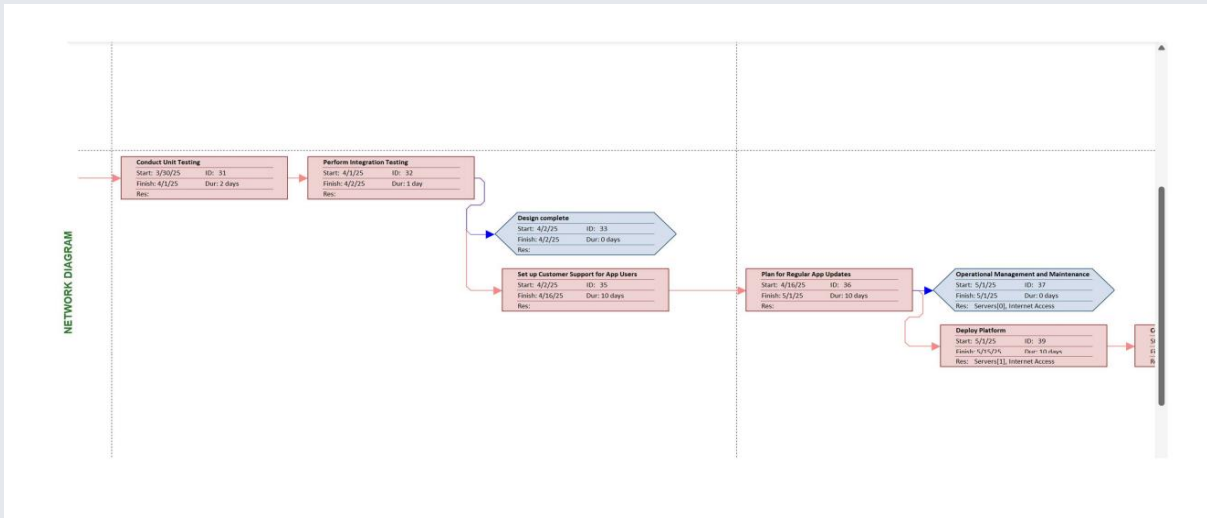 NETWORK DIAGRAM
Conduct Unit Testing
Start: 3/30/25 ID: 31
Finish: 4/1/25 Dur: 2 days
Res:
Perform Integration Testing
Start: 4/1/25 ID: 32
Finish: 4/2/25 Dur: 1 day
Res:
Design complete
Start: 4/2/25 ID: 33
Finish: 4/2/25 Dur: 0 days
Res:
Set up Customer Support for App Users
Start: 4/2/25 ID: 35
Finish: 4/16/25 Dur: 10 days
Res:
Plan for Regular App Updates
Start: 4/16/25 ID: 36
Finish: 5/1/25 Dur: 10 days
Res:
Operational Management and Maintenance
Start: 5/1/25 ID: 37
Finish: 5/1/25 Dur: 0 days
Res: Servers[0], Internet Access
Deploy Platform
Start: 5/1/25 ID: 39
Finish: 5/15/25 Dur: 10 days
Res: Servers[1], Internet Access